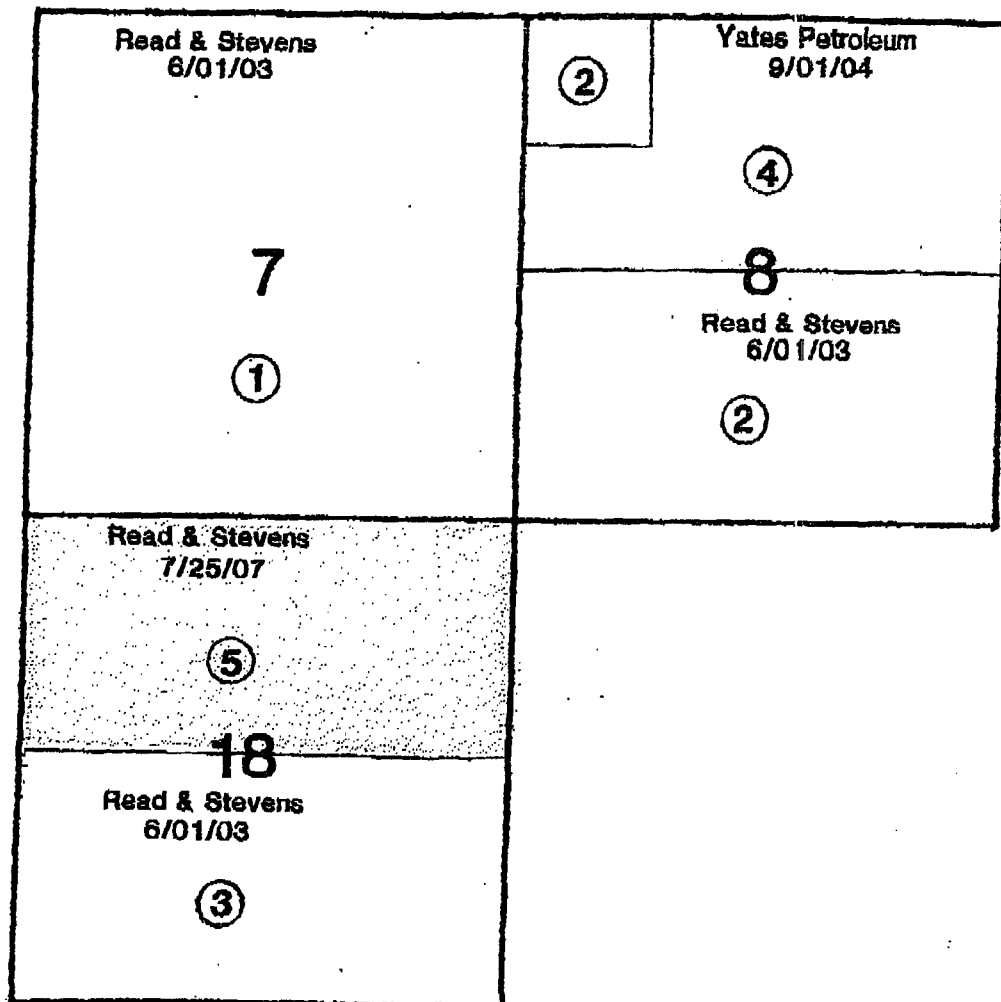 Read & Stevens
6/01/03
7
①
②
Yates Petroleum
9/01/04
④
8
Read & Stevens
6/01/03
②
Read & Stevens
7/25/07
⑤
18
Read & Stevens
6/01/03
③